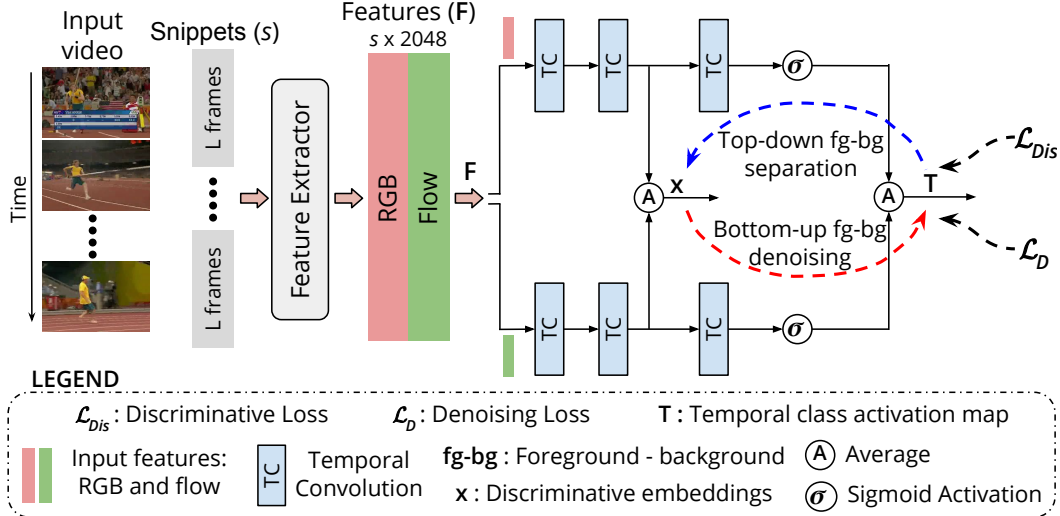 Input
video
Snippets (s)
Features (F)
s x 2048
Time
L frames
L frames
Feature Extractor
RGB
Flow
F
TC
TC
TC
σ
Top-down fg-bg
separation
A
x
A
T
ℒDis
Bottom-up fg-bg
denoising
ℒD
TC
TC
TC
σ
LEGEND
ℒDis : Discriminative Loss
ℒD : Denoising Loss
T : Temporal class activation map
Input features:
RGB and flow
TC
Temporal
Convolution
fg-bg : Foreground - background
x : Discriminative embeddings
A Average
σ Sigmoid Activation